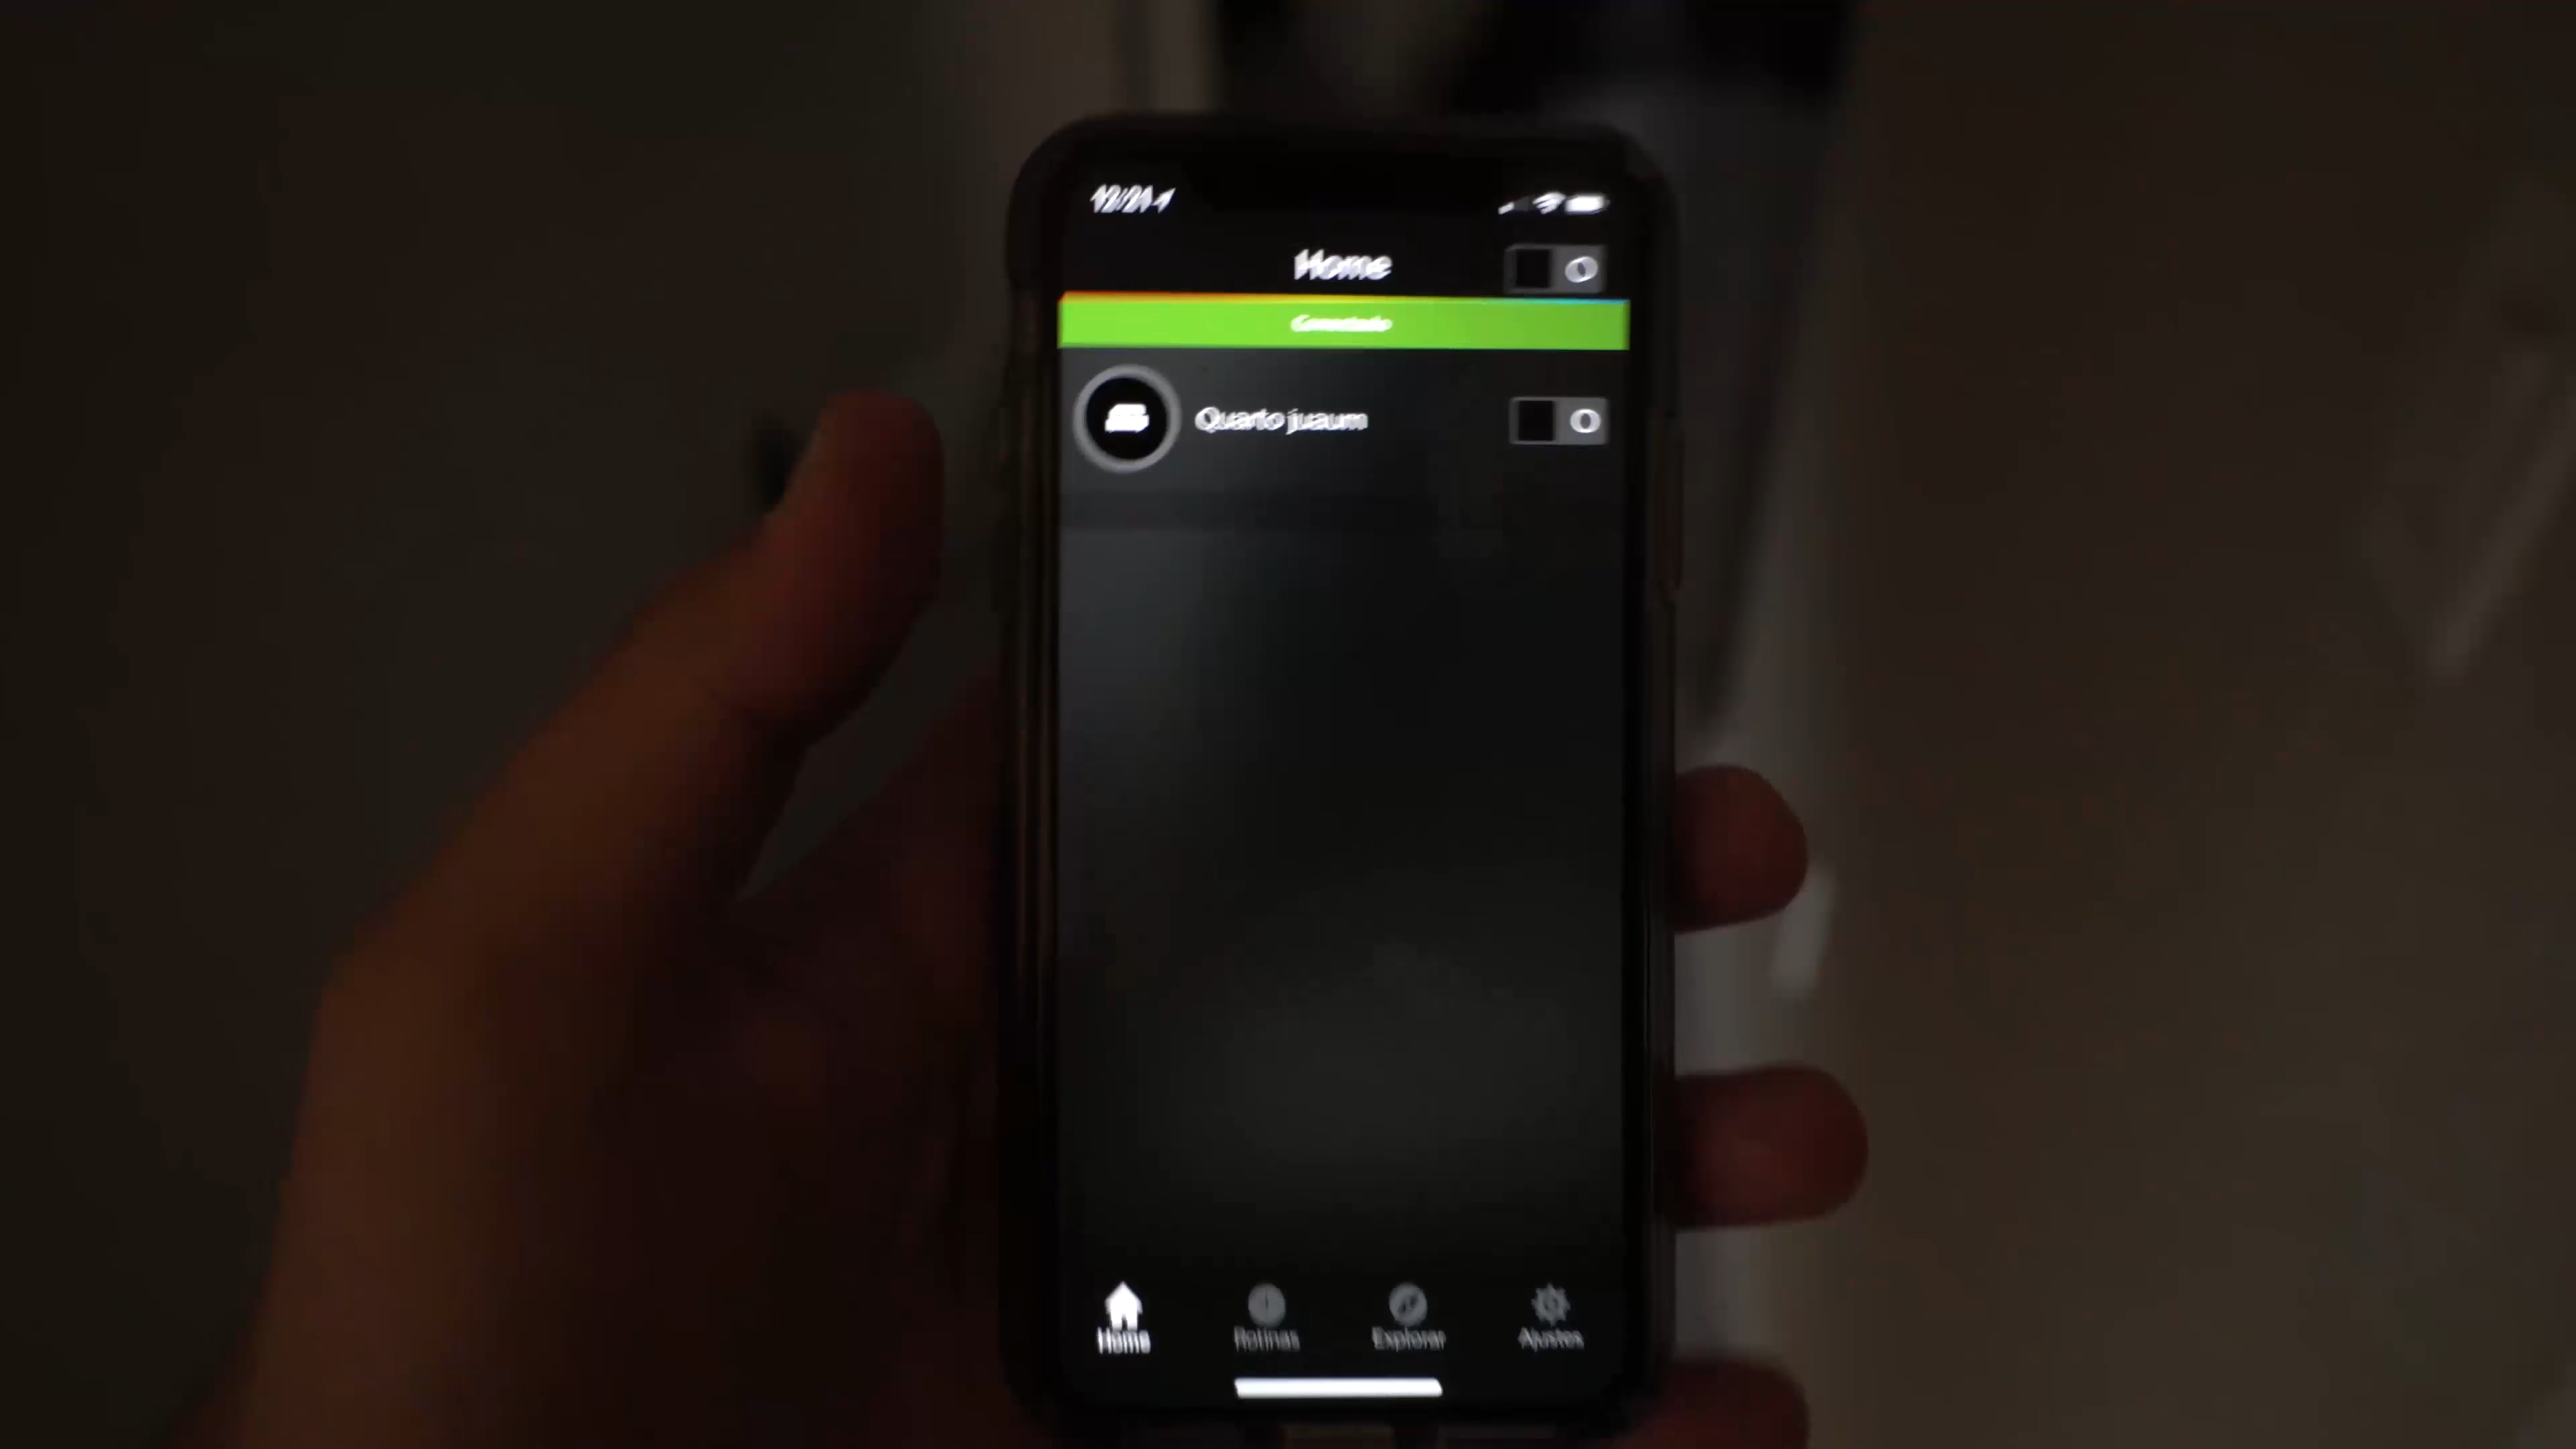 Home
Conectado
Quarto juaum
Home
Rotinas
Explorar
Ajustes